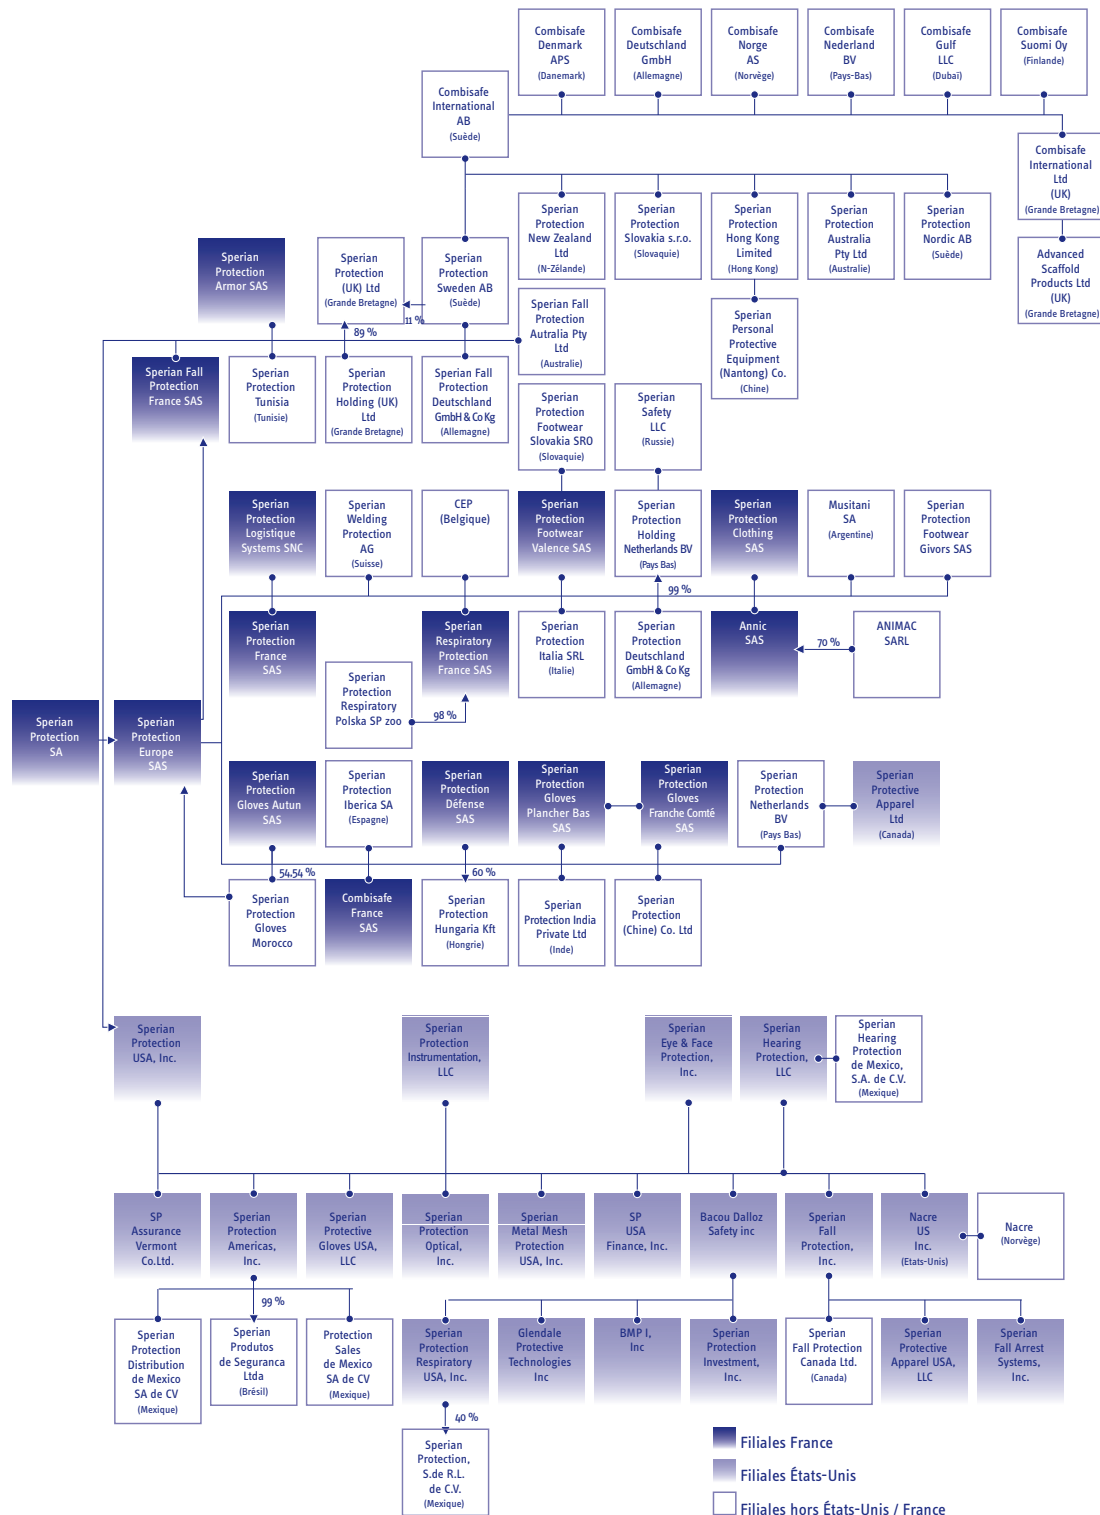 Combisafe
Denmark
APS
(Danemark)
Combisafe
Deutschland
GmbH
(Allemagne)
Combisafe
Norge
AS
(Norvège)
Combisafe
Nederland
BV
(Pays-Bas)
Combisafe
Gulf
LLC
(Dubaï)
Combisafe
Suomi Oy
(Finlande)
Combisafe
International
AB
(Suède)
Combisafe
International
Ltd
(UK)
(Grande Bretagne)
Sperian
Protection
New Zealand
Ltd
(N-Zélande)
Sperian
Protection
Slovakia s.r.o.
(Slovaquie)
Sperian
Protection
Hong Kong
Limited
(Hong Kong)
Sperian
Protection
Australia
Pty Ltd
(Australie)
Sperian
Protection
Nordic AB
(Suède)
Sperian
Protection
Armor SAS
Sperian
Protection
(UK) Ltd
(Grande Bretagne)
11 %
Sperian
Protection
Sweden AB
(Suède)
Advanced
Scaffold
Products Ltd
(UK)
(Grande Bretagne)
Sperian Fall
Protection
Autralia Pty
Ltd
(Australie)
Sperian
Personal
Protective
Equipment
(Nantong) Co.
(Chine)
89 %
Sperian Fall
Protection
France SAS
Sperian
Protection
Tunisia
(Tunisie)
Sperian
Protection
Holding (UK)
Ltd
(Grande Bretagne)
Sperian Fall
Protection
Deutschland
GmbH & Co Kg
(Allemagne)
Sperian
Protection
Footwear
Slovakia SRO
(Slovaquie)
Sperian
Safety
LLC
(Russie)
Sperian
Protection
Logistique
Systems SNC
Sperian
Welding
Protection
AG
(Suisse)
CEP
(Belgique)
Sperian
Protection
Footwear
Valence SAS
Sperian
Protection
Holding
Netherlands BV
(Pays Bas)
Sperian
Protection
Clothing
SAS
Musitani
SA
(Argentine)
Sperian
Protection
Footwear
Givors SAS
99 %
Sperian
Protection
France
SAS
Sperian
Respiratory
Protection
France SAS
Sperian
Protection
Italia SRL
(Italie)
Sperian
Protection
Deutschland
GmbH & Co Kg
(Allemagne)
Annic
SAS
70 %
ANIMAC
SARL
Sperian
Protection
Respiratory
Polska SP zoo
98 %
Sperian
Protection
SA
Sperian
Protection
Europe
SAS
Sperian
Protection
Gloves Autun
SAS
Sperian
Protection
Iberica SA
(Espagne)
Sperian
Protection
Défense
SAS
Sperian
Protection
Gloves
Plancher Bas
SAS
Sperian
Protection
Gloves
Franche Comté
SAS
Sperian
Protection
Netherlands
BV
(Pays Bas)
Sperian
Protective
Apparel
Ltd
(Canada)
54,54 %
60 %
Sperian
Protection
Gloves
Morocco
Combisafe
France
SAS
Sperian
Protection
Hungaria Kft
(Hongrie)
Sperian
Protection India
Private Ltd
(Inde)
Sperian
Protection
(Chine) Co. Ltd
Sperian
Protection
USA, Inc.
Sperian
Protection
Instrumentation,
LLC
Sperian
Eye & Face
Protection,
Inc.
Sperian
Hearing
Protection,
LLC
Sperian
Hearing
Protection
de Mexico,
S.A. de C.V.
(Mexique)
SP
Assurance
Vermont
Co.Ltd.
Sperian
Protection
Americas,
Inc.
Sperian
Protective
Gloves USA,
LLC
Sperian
Protection
Optical,
Inc.
Sperian
Metal Mesh
Protection
USA, Inc.
SP
USA
Finance, Inc.
Bacou Dalloz
Safety inc
Sperian
Fall
Protection,
Inc.
Nacre
US
Inc.
(Etats-Unis)
Nacre
(Norvège)
99 %
Sperian
Protection
Distribution
de Mexico
SA de CV
(Mexique)
Sperian
Produtos
de Seguranca
Ltda
(Brésil)
Protection
Sales
de Mexico
SA de CV
(Mexique)
Sperian
Protection
Respiratory
USA, Inc.
Glendale
Protective
Technologies
Inc
BMP I,
Inc
Sperian
Protection
Investment,
Inc.
Sperian
Fall Protection
Canada Ltd.
(Canada)
Sperian
Protective
Apparel USA,
LLC
Sperian
Fall Arrest
Systems,
Inc.
40 %
Sperian
Protection,
S.de R.L.
de C.V.
(Mexique)
Filiales France
Filiales États-Unis
Filiales hors États-Unis / France